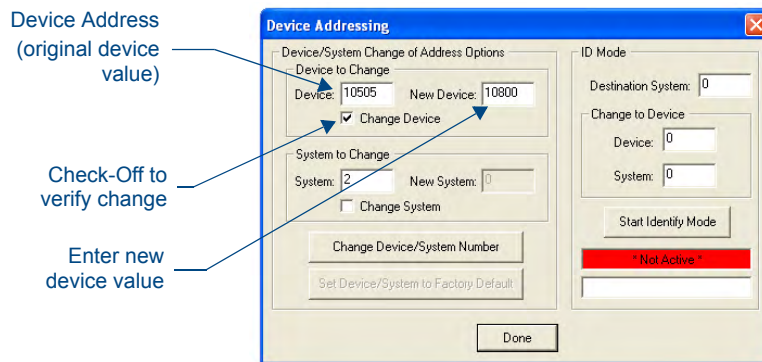 Device Address
(original device
value)
Check-Off to
verify change
Enter new
device value
Device Addressing
Device/System Change of Address Options
Device to Change
Device: 10505 New Device: 10800
Change Device
System to Change
System: 2 New System: 0
Change System
Change Device/System Number
Set Device/System to Factory Default
ID Mode
Destination System: 0
Change to Device
Device: 0
System: 0
Start Identify Mode
* Not Active *
Done